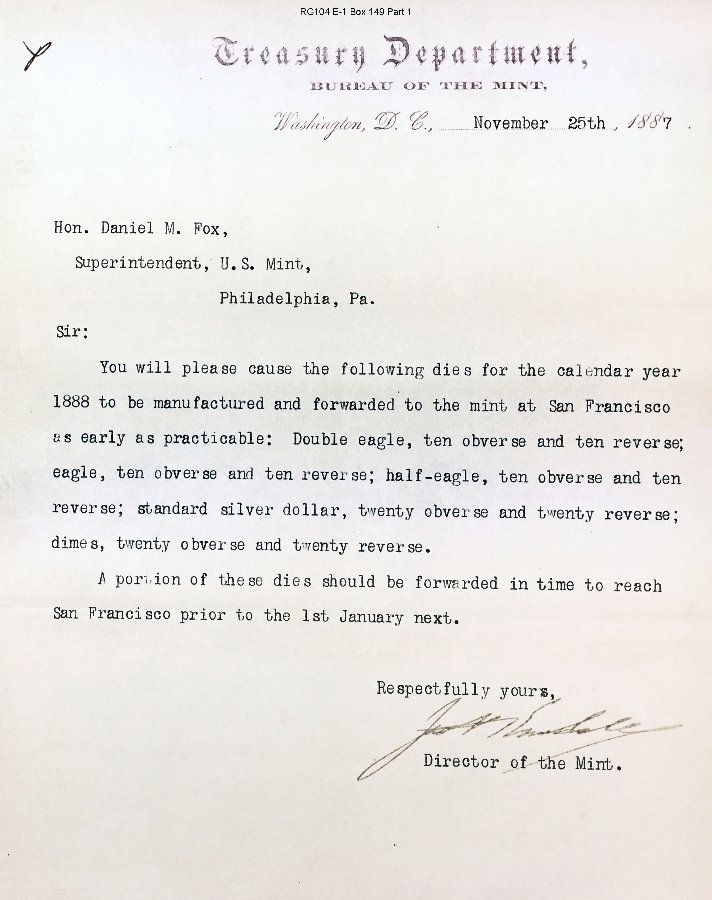 RG104 E-1 Box 149 Part 1
Treasury Department,
BUREAU OF THE MINT,
Washington, D. C., November 25th, 1887.
Hon. Daniel M. Fox,
Superintendent, U.S. Mint,
Philadelphia, Pa.
Sir:
You will please cause the following dies for the calendar year
1888 to be manufactured and forwarded to the mint at San Francisco
as early as practicable: Double eagle, ten obverse and ten reverse;
eagle, ten obverse and ten reverse; half-eagle, ten obverse and ten
reverse; standard silver dollar, twenty obverse and twenty reverse;
dimes, twenty obverse and twenty reverse.
A portion of these dies should be forwarded in time to reach
San Francisco prior to the 1st January next.
Respectfully yours,
Director of the Mint.